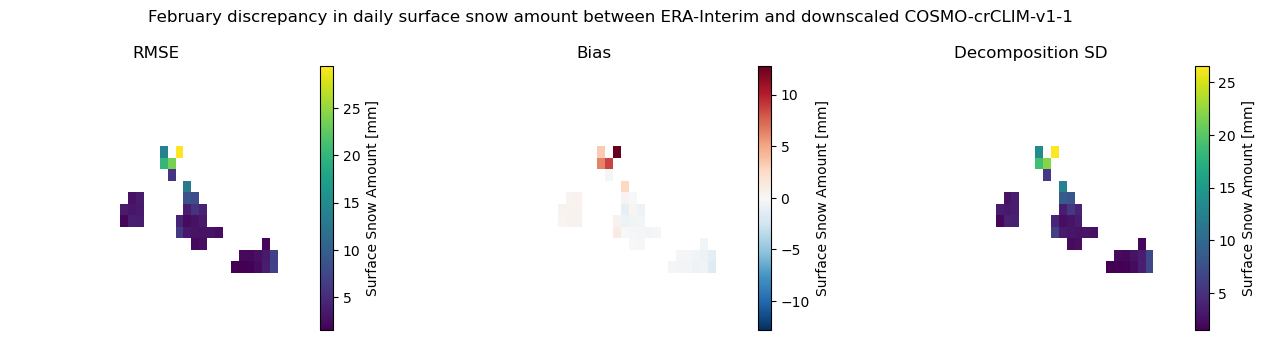 February discrepancy in daily surface snow amount between ERA-Interim and downscaled COSMO-crCLIM-v1-1
RMSE
25
20
15
10
5
Surface Snow Amount [mm]
Bias
10
5
0
−5
−10
Surface Snow Amount [mm]
Decomposition SD
25
20
15
10
5
Surface Snow Amount [mm]